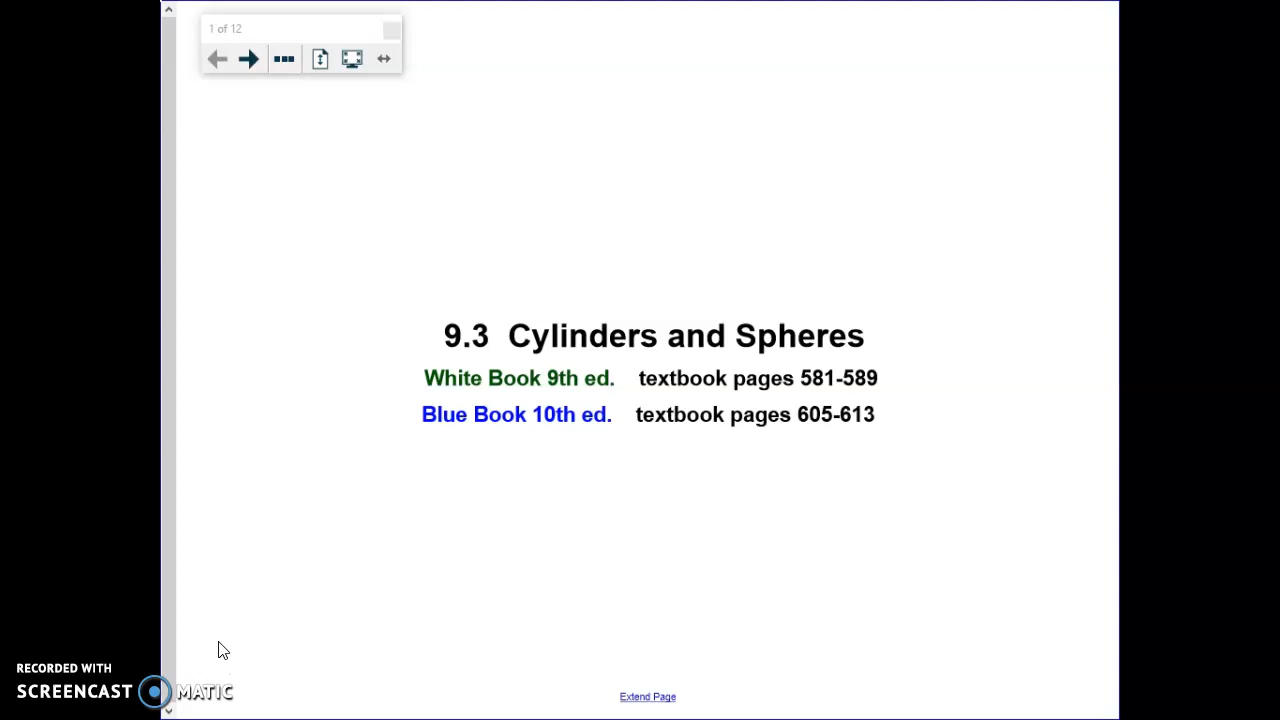 1 of 12
9.3 Cylinders and Spheres
White Book 9th ed. textbook pages 581-589
Blue Book 10th ed. textbook pages 605-613
RECORDED WITH
SCREENCAST MATIC
Extend Page